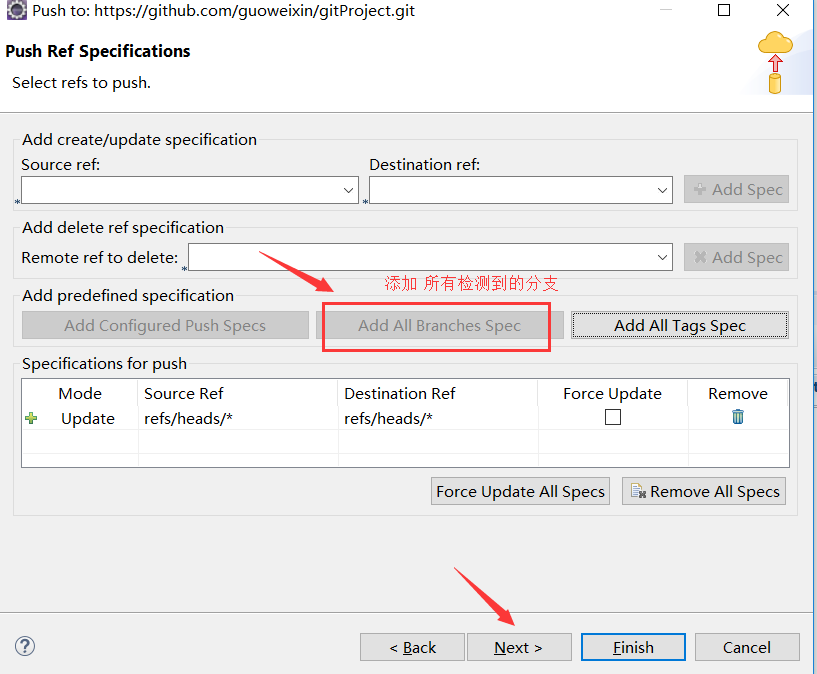 Push to: https://github.com/guoweixin/gitProject.git
Push Ref Specifications
Select refs to push.
Add create/update specification
Source ref: Destination ref:
* * Add Spec
Add delete ref specification
Remote ref to delete: * Add Spec
添加 所有检测到的分支
Add predefined specification
Add Configured Push Specs Add All Branches Spec Add All Tags Spec
Specifications for push
Mode Source Ref Destination Ref Force Update Remove
Update refs/heads/* refs/heads/*
Force Update All Specs Remove All Specs
? < Back Next > Finish Cancel